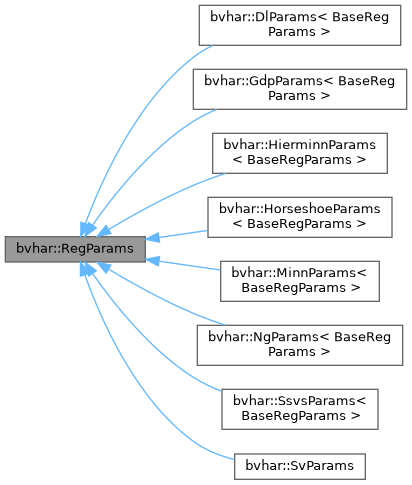 bvhar::DlParams< BaseReg
Params >
bvhar::GdpParams< BaseReg
Params >
bvhar::HierminnParams
< BaseRegParams >
bvhar::HorseshoeParams
< BaseRegParams >
bvhar::RegParams
bvhar::MinnParams<
BaseRegParams >
bvhar::NgParams< BaseReg
Params >
bvhar::SsvsParams<
BaseRegParams >
bvhar::SvParams